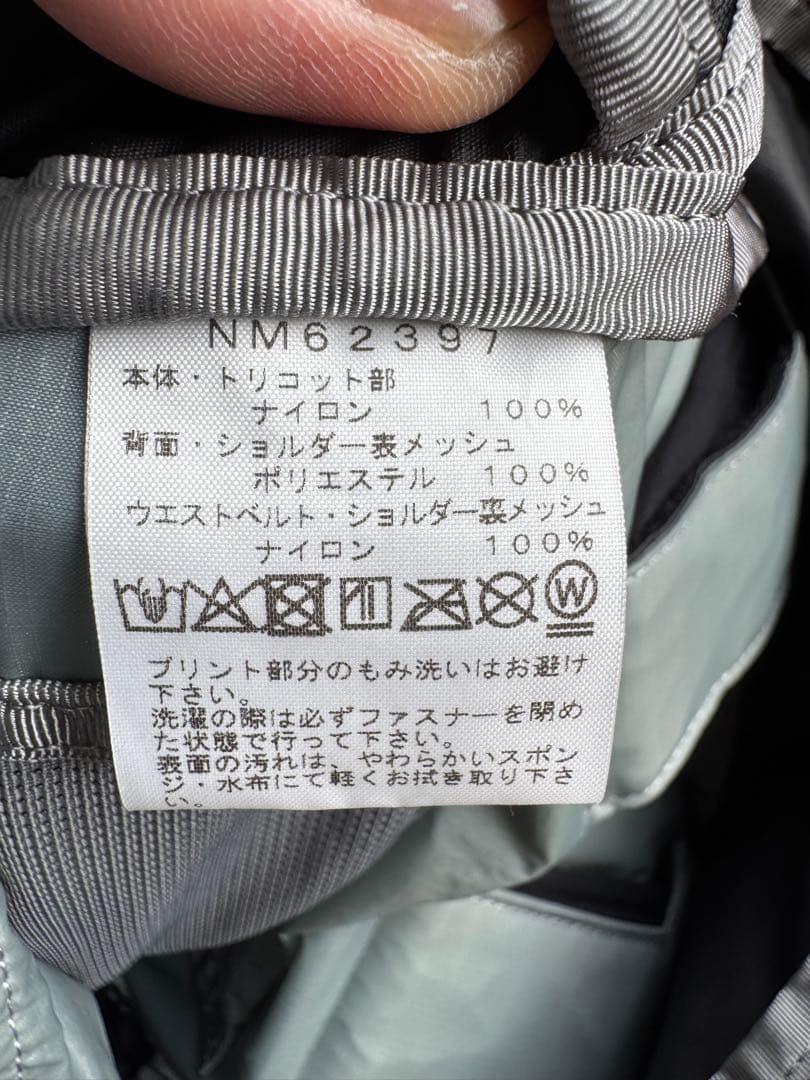 NM62397
本体・トリコット部
ナイロン 100%
背面・ショルダー表メッシュ
ポリエステル 100%
ウエストベルト・ショルダー裏メッシュ
ナイロン 100%
W
プリント部分のもみ洗いはお避け
下さい。
洗濯の際は必ずファスナーを閉め
た状態で行って下さい。
表面の汚れは、やわらかいスポン
ジ・水布にて軽くお拭き取り下さ
い。